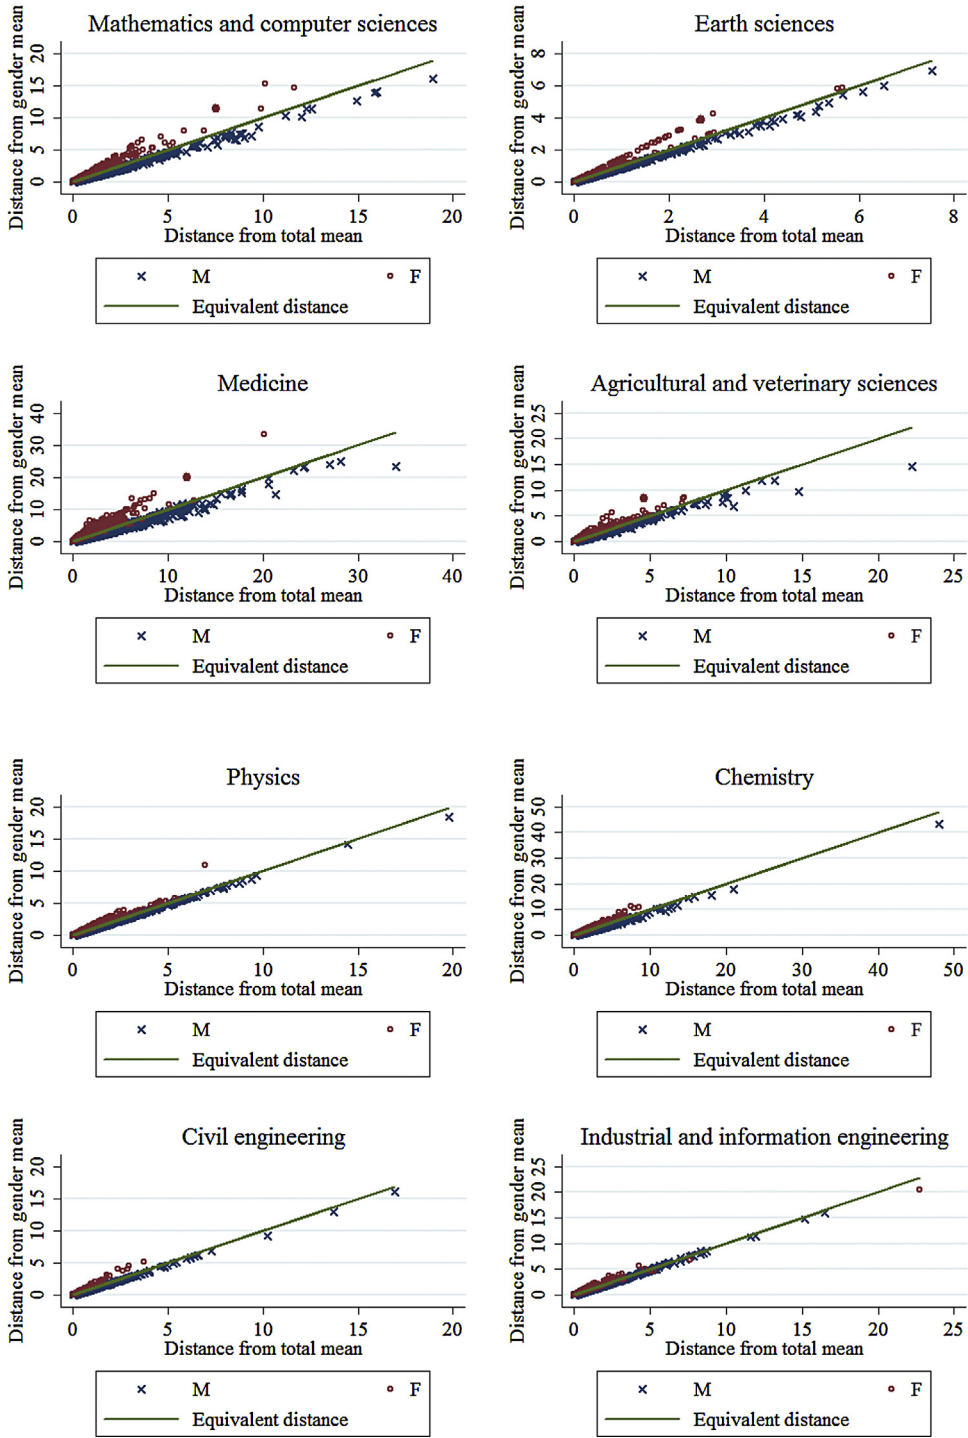 Mathematics and computer sciences
Distance from gender mean
0 5 10 15 20
0 5 10 15 20
Distance from total mean
M F
Equivalent distance
Earth sciences
Distance from gender mean
0 2 4 6 8
0 2 4 6 8
Distance from total mean
M F
Equivalent distance
Medicine
Distance from gender mean
0 10 20 30 40
0 10 20 30 40
Distance from total mean
M F
Equivalent distance
Agricultural and veterinary sciences
Distance from gender mean
0 5 10 15 20 25
0 5 10 15 20 25
Distance from total mean
M F
Equivalent distance
Physics
Distance from gender mean
0 5 10 15 20
0 5 10 15 20
Distance from total mean
M F
Equivalent distance
Chemistry
Distance from gender mean
0 10 20 30 40 50
0 10 20 30 40 50
Distance from total mean
M F
Equivalent distance
Civil engineering
Distance from gender mean
0 5 10 15 20
0 5 10 15 20
Distance from total mean
M F
Equivalent distance
Industrial and information engineering
Distance from gender mean
0 5 10 15 20 25
0 5 10 15 20 25
Distance from total mean
M F
Equivalent distance